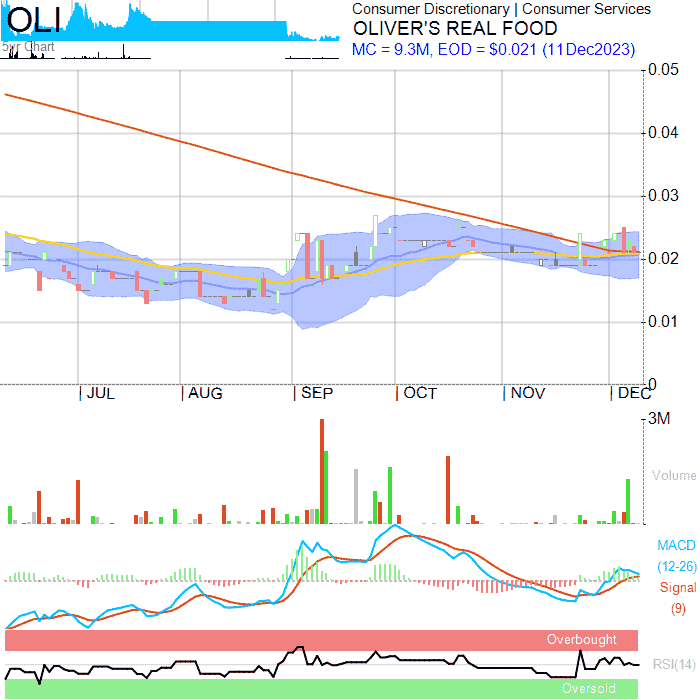 OLI
5yr Chart
Consumer Discretionary | Consumer Services
OLIVER'S REAL FOOD
MC = 9.3M, EOD = $0.021 (11Dec2023)
0.05
0.04
0.03
0.02
0.01
0
| JUL | AUG | SEP | OCT | NOV | DEC
3M
Volume
MACD
(12-26)
Signal
(9)
Overbought
RSI(14)
Oversold